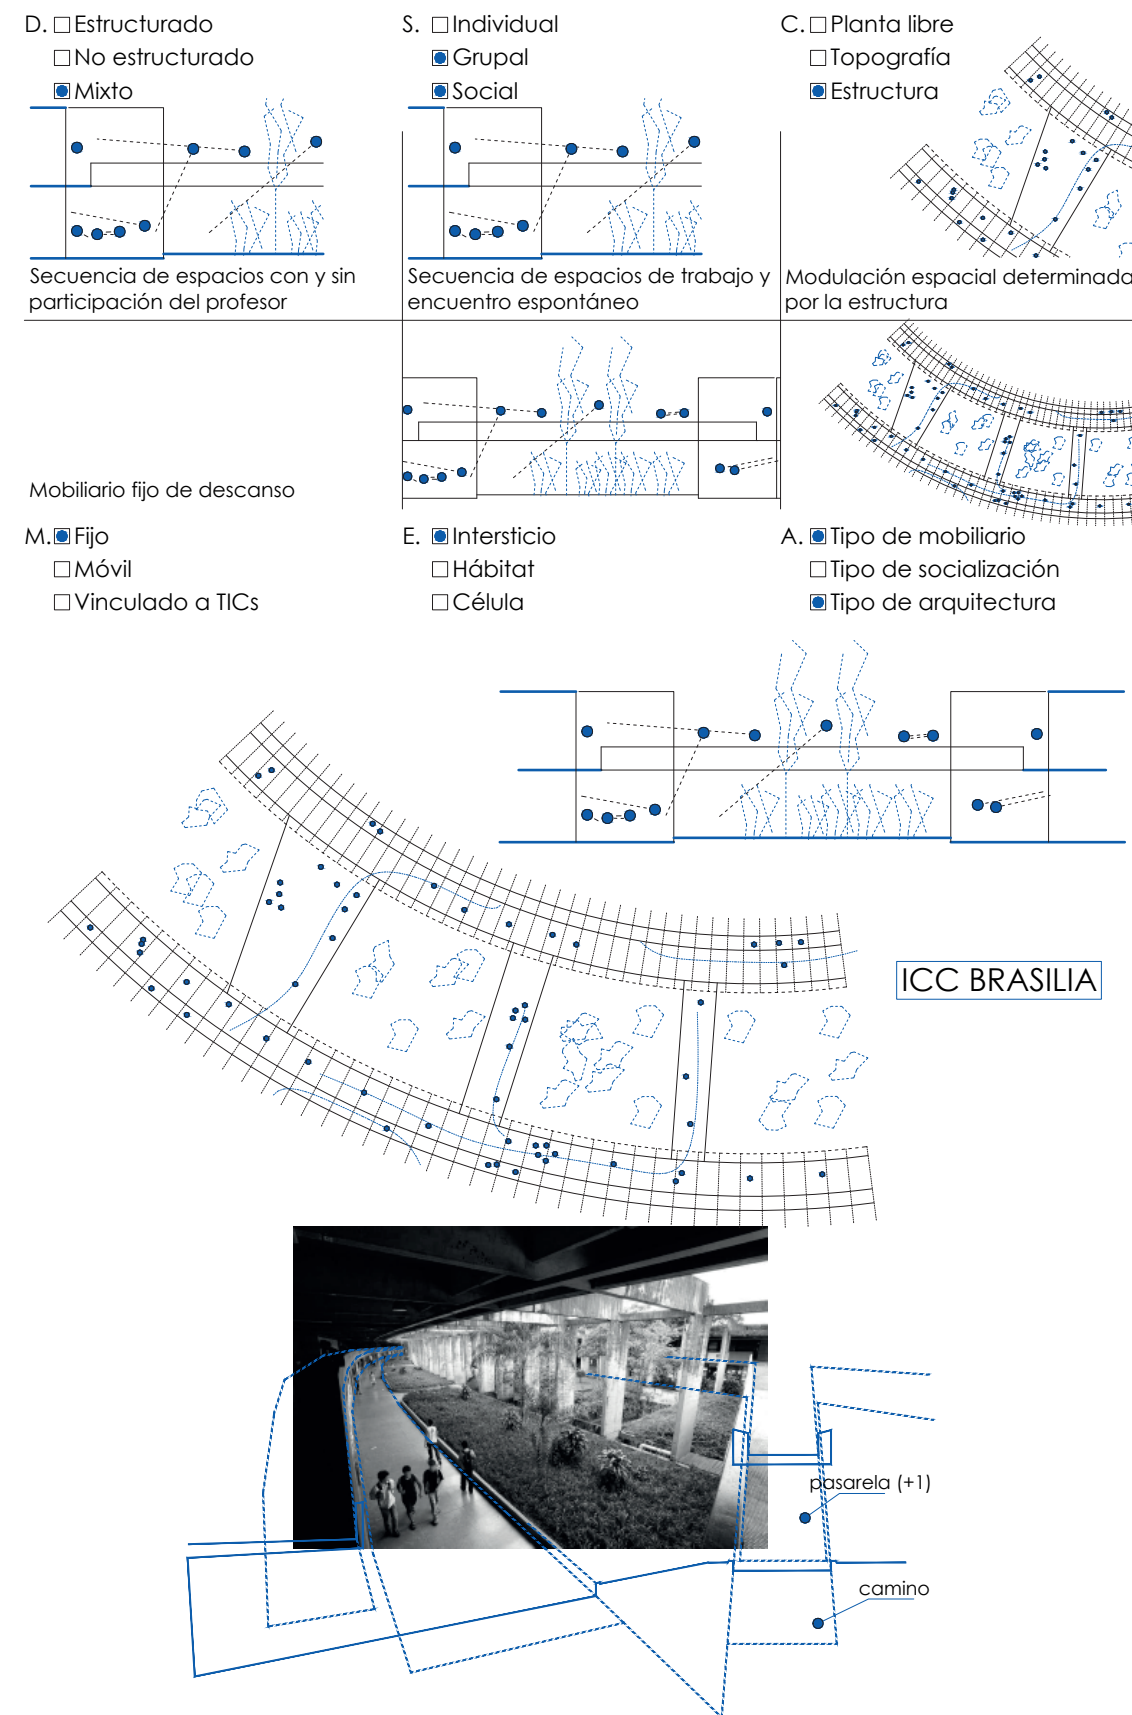 D. Estructurado
No estructurado
Mixto
Secuencia de espacios con y sin
participación del profesor
S. Individual
Grupal
Social
Secuencia de espacios de trabajo y
encuentro espontáneo
C. Planta libre
Topografía
Estructura
Modulación espacial determinada
por la estructura
Mobiliario fijo de descanso
M. Fijo
Móvil
Vinculado a TICs
E. Intersticio
Hábitat
Célula
A. Tipo de mobiliario
Tipo de socialización
Tipo de arquitectura
ICC BRASILIA
pasarela (+1)
camino